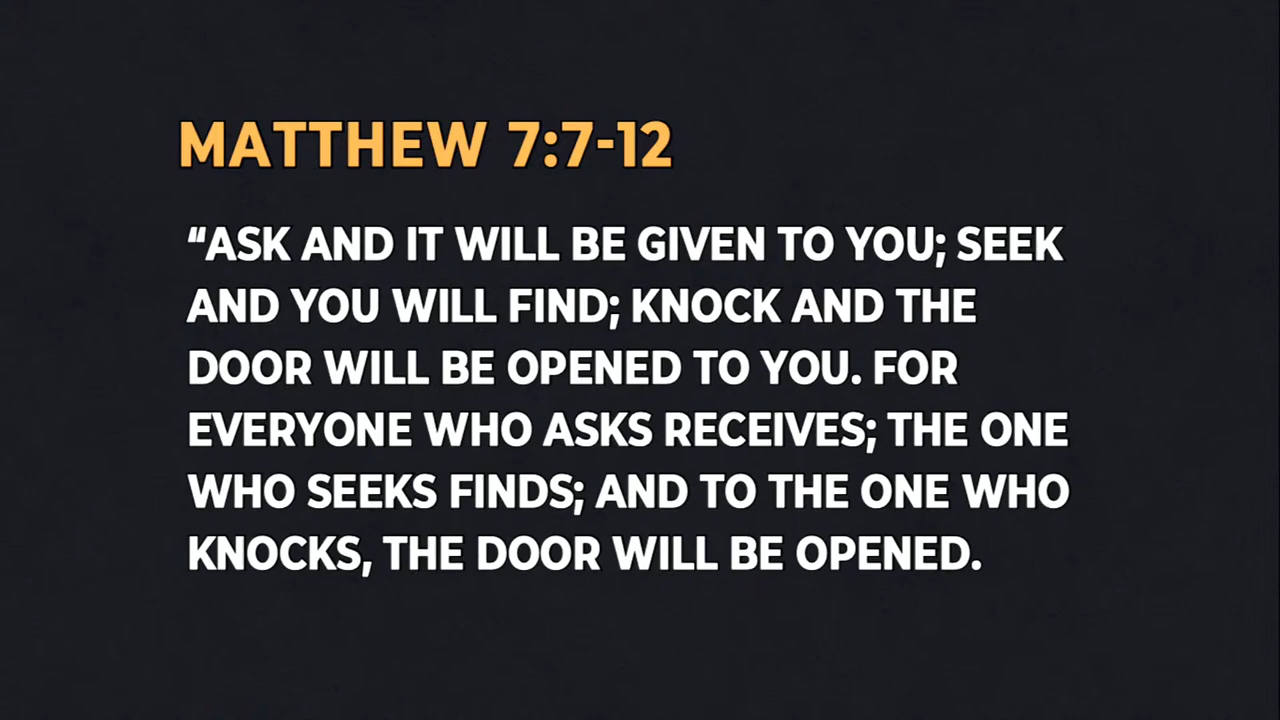 MATTHEW 7:7-12
“ASK AND IT WILL BE GIVEN TO YOU; SEEK
AND YOU WILL FIND; KNOCK AND THE
DOOR WILL BE OPENED TO YOU. FOR
EVERYONE WHO ASKS RECEIVES; THE ONE
WHO SEEKS FINDS; AND TO THE ONE WHO
KNOCKS, THE DOOR WILL BE OPENED.